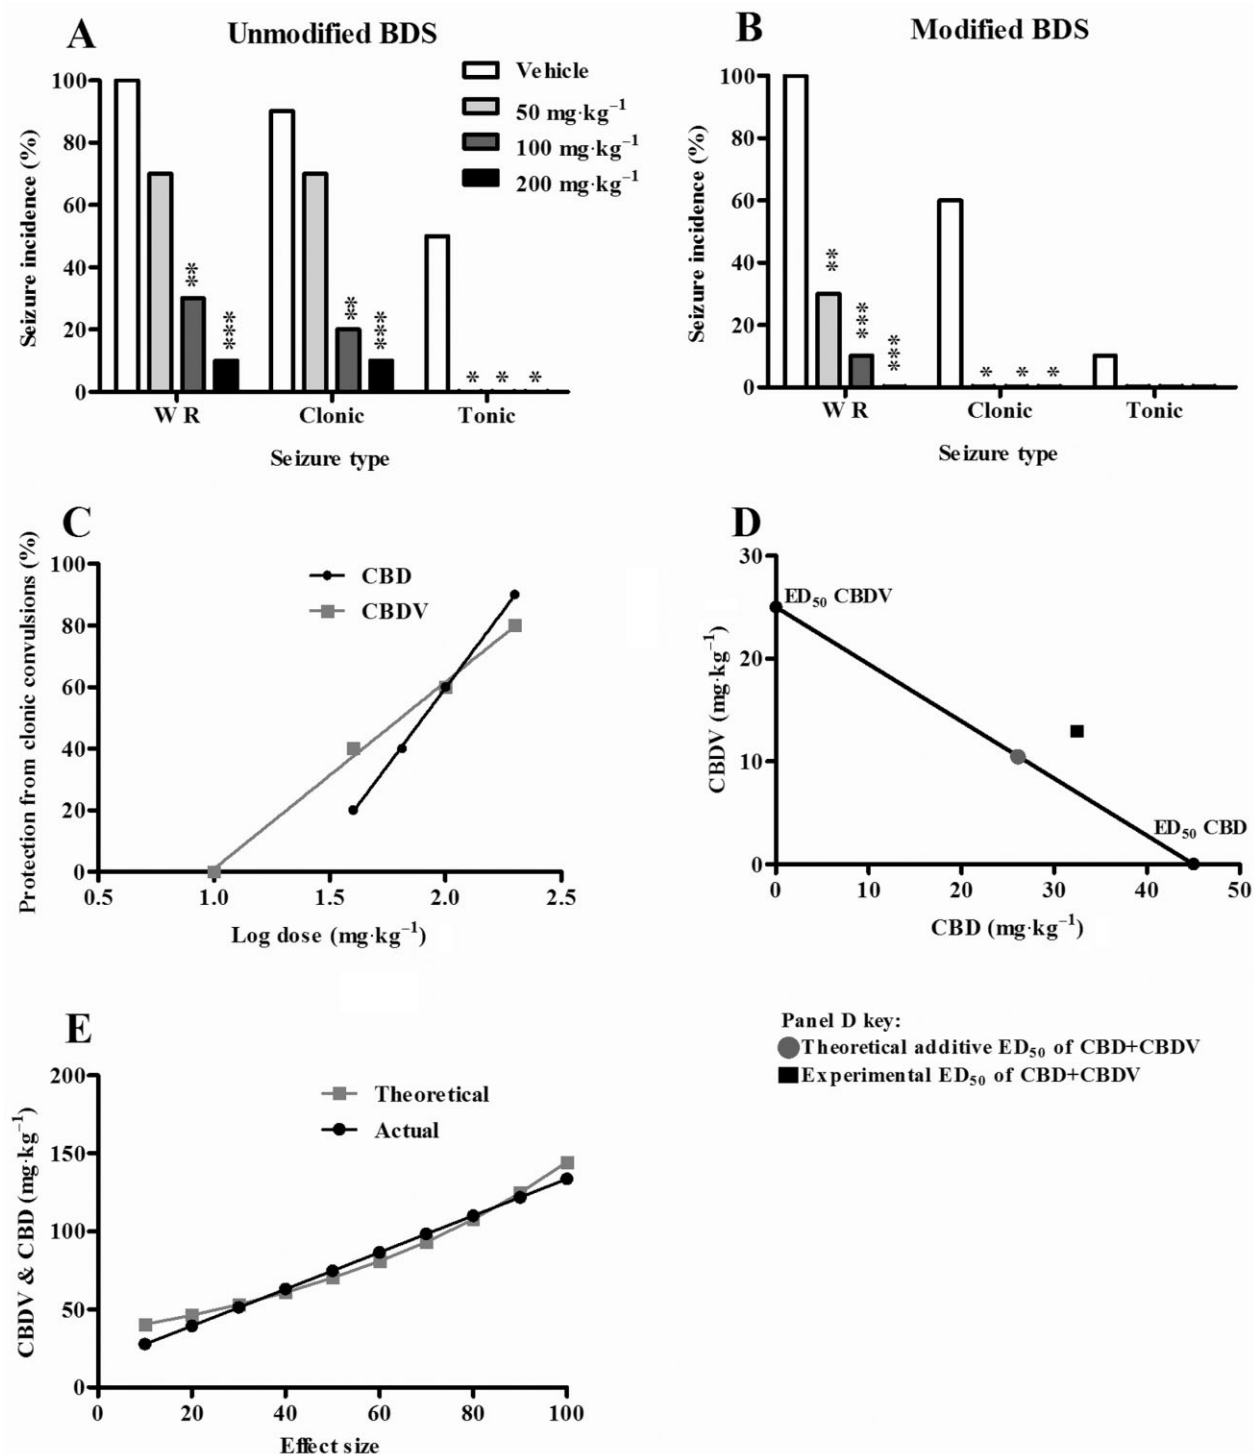 A
Unmodified BDS
Seizure incidence (%)
100
80
60
40
20
0
Vehicle
50 mg·kg⁻¹
100 mg·kg⁻¹
200 mg·kg⁻¹
**
***
**
***
*
*
*
W R
Clonic
Tonic
Seizure type
B
Modified BDS
Seizure incidence (%)
100
80
60
40
20
0
**
***
***
*
*
*
W R
Clonic
Tonic
Seizure type
C
Protection from clonic convulsions (%)
100
80
60
40
20
0
CBD
CBDV
0.5
1.0
1.5
2.0
2.5
Log dose (mg·kg⁻¹)
D
CBDV (mg·kg⁻¹)
30
20
10
0
ED₅₀ CBDV
ED₅₀ CBD
0
10
20
30
40
50
CBD (mg·kg⁻¹)
Panel D key:
Theoretical additive ED₅₀ of CBD+CBDV
Experimental ED₅₀ of CBD+CBDV
E
CBDV & CBD (mg·kg⁻¹)
200
150
100
50
0
Theoretical
Actual
0
20
40
60
80
100
Effect size